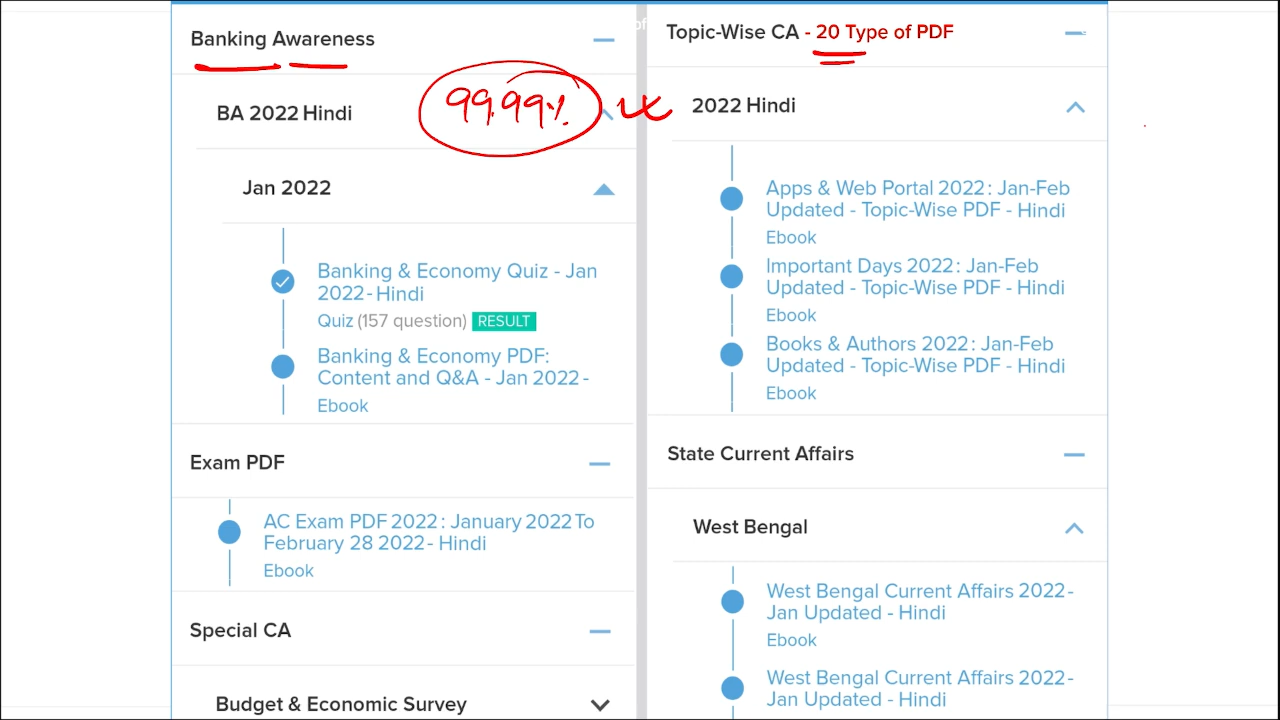 Banking Awareness
BA 2022 Hindi
99.99%
Jan 2022
Banking & Economy Quiz - Jan
2022 - Hindi
Quiz (157 question) RESULT
Banking & Economy PDF:
Content and Q&A - Jan 2022 -
Ebook
Exam PDF
AC Exam PDF 2022 : January 2022 To
February 28 2022 - Hindi
Ebook
Special CA
Budget & Economic Survey
of
Topic-Wise CA - 20 Type of PDF
2022 Hindi
Apps & Web Portal 2022 : Jan-Feb
Updated - Topic-Wise PDF - Hindi
Ebook
Important Days 2022 : Jan-Feb
Updated - Topic-Wise PDF - Hindi
Ebook
Books & Authors 2022 : Jan-Feb
Updated - Topic-Wise PDF - Hindi
Ebook
State Current Affairs
West Bengal
West Bengal Current Affairs 2022 -
Jan Updated - Hindi
Ebook
West Bengal Current Affairs 2022 -
Jan Updated - Hindi